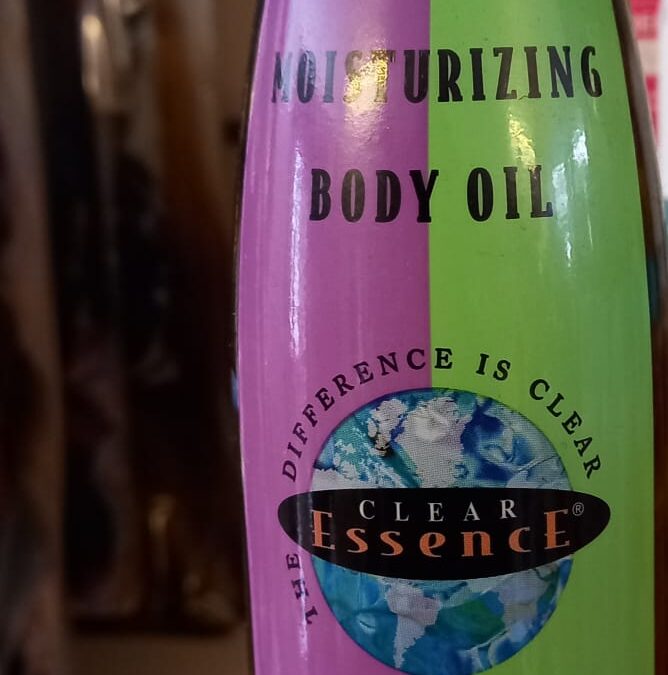 MOISTURIZING
BODY OIL
THE DIFFERENCE IS CLEAR
CLEAR
EssencE®